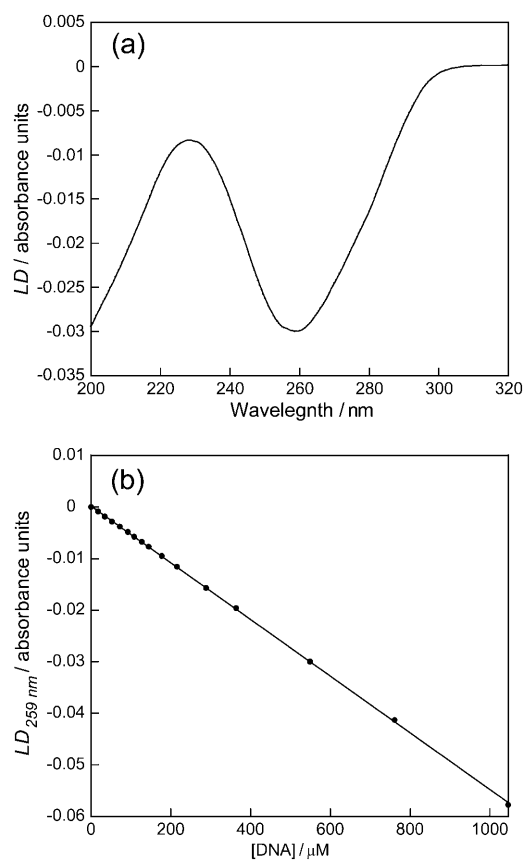 (a)
0.005
0
-0.005
-0.01
-0.015
-0.02
-0.025
-0.03
-0.035
LD / absorbance units
200 220 240 260 280 300 320
Wavelegnth / nm
(b)
0.01
0
-0.01
-0.02
-0.03
-0.04
-0.05
-0.06
LD259 nm / absorbance units
0 200 400 600 800 1000
[DNA] / μM